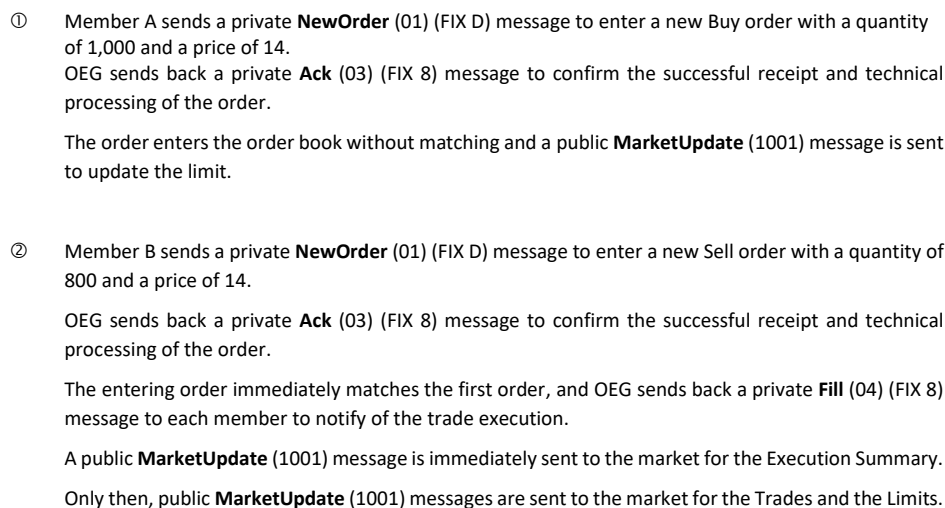 ① Member A sends a private NewOrder (01) (FIX D) message to enter a new Buy order with a quantity
of 1,000 and a price of 14.
OEG sends back a private Ack (03) (FIX 8) message to confirm the successful receipt and technical
processing of the order.
The order enters the order book without matching and a public MarketUpdate (1001) message is sent
to update the limit.
② Member B sends a private NewOrder (01) (FIX D) message to enter a new Sell order with a quantity of
800 and a price of 14.
OEG sends back a private Ack (03) (FIX 8) message to confirm the successful receipt and technical
processing of the order.
The entering order immediately matches the first order, and OEG sends back a private Fill (04) (FIX 8)
message to each member to notify of the trade execution.
A public MarketUpdate (1001) message is immediately sent to the market for the Execution Summary.
Only then, public MarketUpdate (1001) messages are sent to the market for the Trades and the Limits.